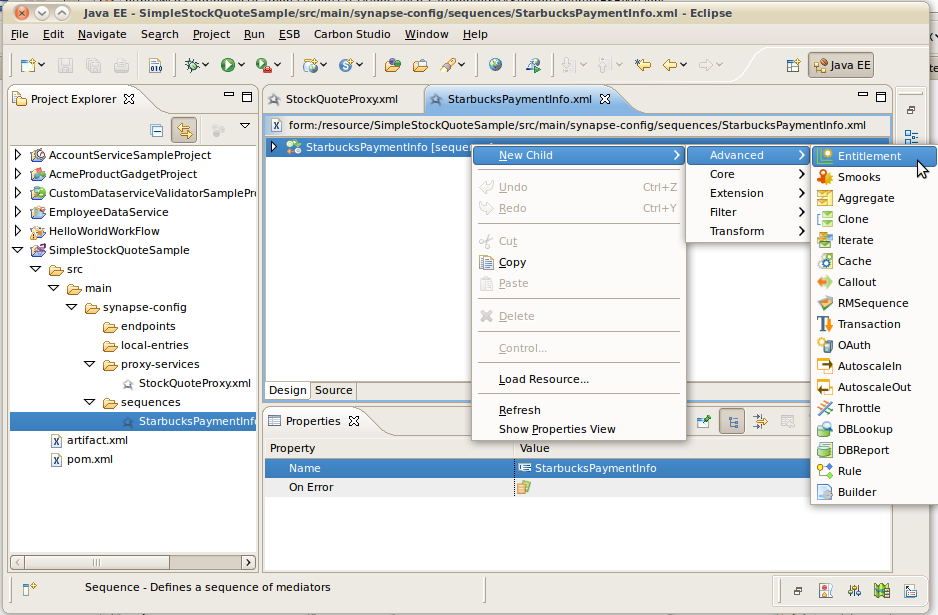 Java EE - SimpleStockQuoteSample/src/main/synapse-config/sequences/StarbucksPaymentInfo.xml - Eclipse
File Edit Navigate Search Project Run ESB Carbon Studio Window Help
Java EE
Project Explorer
StockQuoteProxy.xml
StarbucksPaymentInfo.xml
form:/resource/SimpleStockQuoteSample/src/main/synapse-config/sequences/StarbucksPaymentInfo.xml
StarbucksPaymentInfo [sequen
AccountServiceSampleProject
AcmeProductGadgetProject
CustomDataserviceValidatorSamplePr
EmployeeDataService
HelloWorldWorkFlow
SimpleStockQuoteSample
src
main
synapse-config
endpoints
local-entries
proxy-services
StockQuoteProxy.xml
sequences
StarbucksPaymentInfo
artifact.xml
pom.xml
New Child
Undo Ctrl+Z
Redo Ctrl+Y
Cut
Copy
Paste
Delete
Control...
Load Resource...
Refresh
Show Properties View
Advanced
Core
Extension
Filter
Transform
Entitlement
Smooks
Aggregate
Clone
Iterate
Cache
Callout
RMSequence
Transaction
OAuth
AutoscaleIn
AutoscaleOut
Throttle
DBLookup
DBReport
Rule
Builder
Design Source
Properties
Property Value
Name StarbucksPaymentInfo
On Error
Sequence - Defines a sequence of mediators